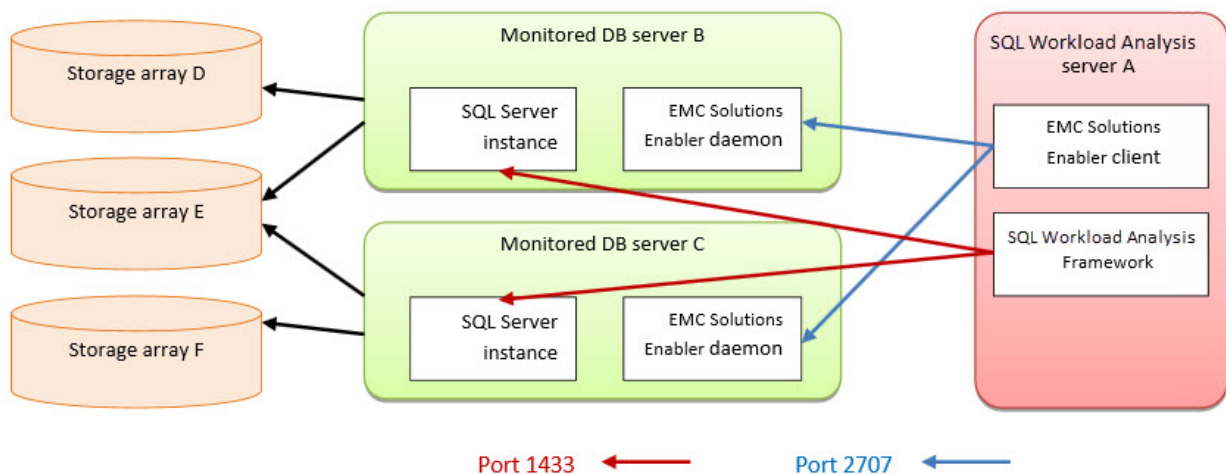 Storage array D
Storage array E
Storage array F
Monitored DB server B
SQL Server
instance
EMC Solutions
Enabler daemon
Monitored DB server C
SQL Server
instance
EMC Solutions
Enabler daemon
SQL Workload Analysis
server A
EMC Solutions
Enabler client
SQL Workload Analysis
Framework
Port 1433
Port 2707